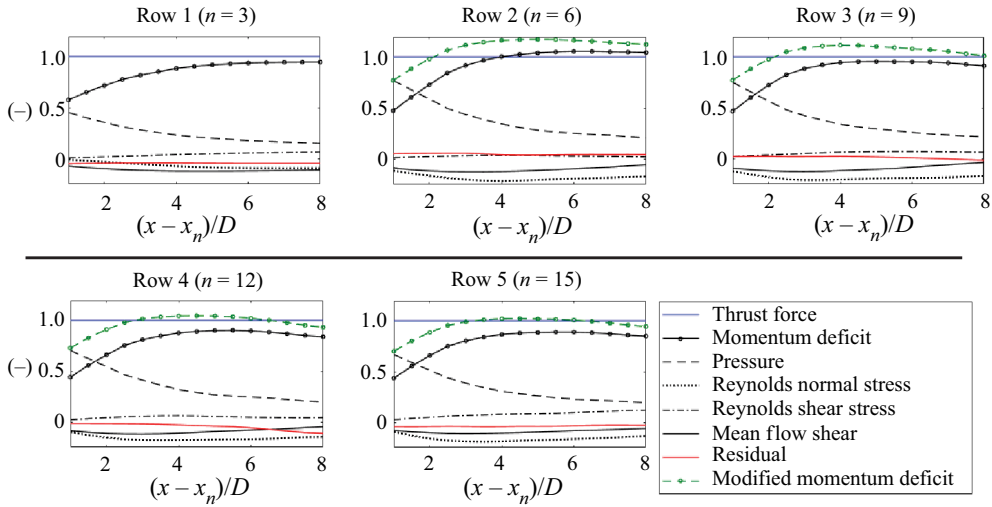 Row 1 (n = 3)
Row 2 (n = 6)
Row 3 (n = 9)
1.0
0.5
0
(–)
2 4 6 8
(x – xₙ)/D
1.0
0.5
0
2 4 6 8
(x – xₙ)/D
1.0
0.5
0
2 4 6 8
(x – xₙ)/D
Row 4 (n = 12)
Row 5 (n = 15)
1.0
0.5
0
(–)
2 4 6 8
(x – xₙ)/D
1.0
0.5
0
2 4 6 8
(x – xₙ)/D
Thrust force
Momentum deficit
Pressure
Reynolds normal stress
Reynolds shear stress
Mean flow shear
Residual
Modified momentum deficit